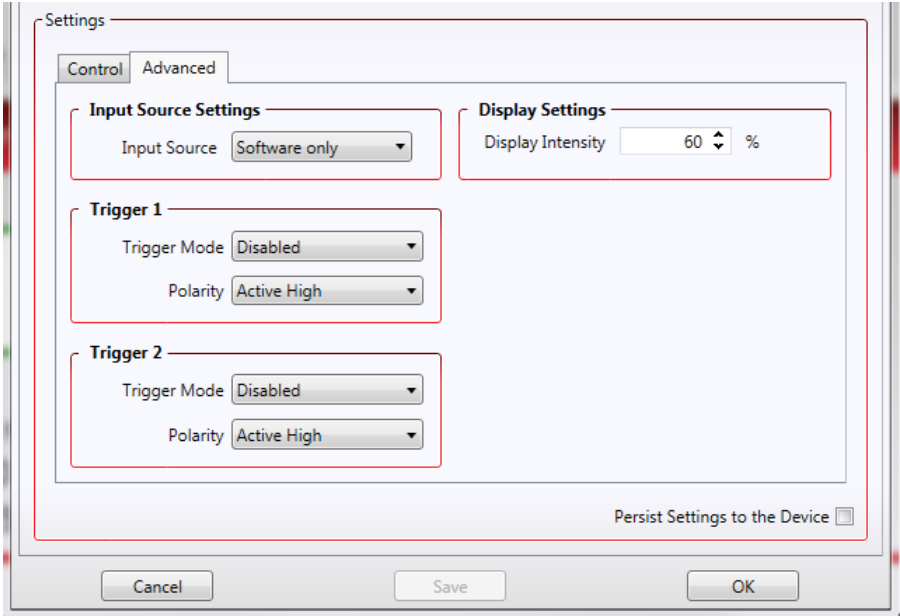 Settings
Control Advanced
Input Source Settings
Input Source Software only
Display Settings
Display Intensity 60 %
Trigger 1
Trigger Mode Disabled
Polarity Active High
Trigger 2
Trigger Mode Disabled
Polarity Active High
Persist Settings to the Device
Cancel Save OK